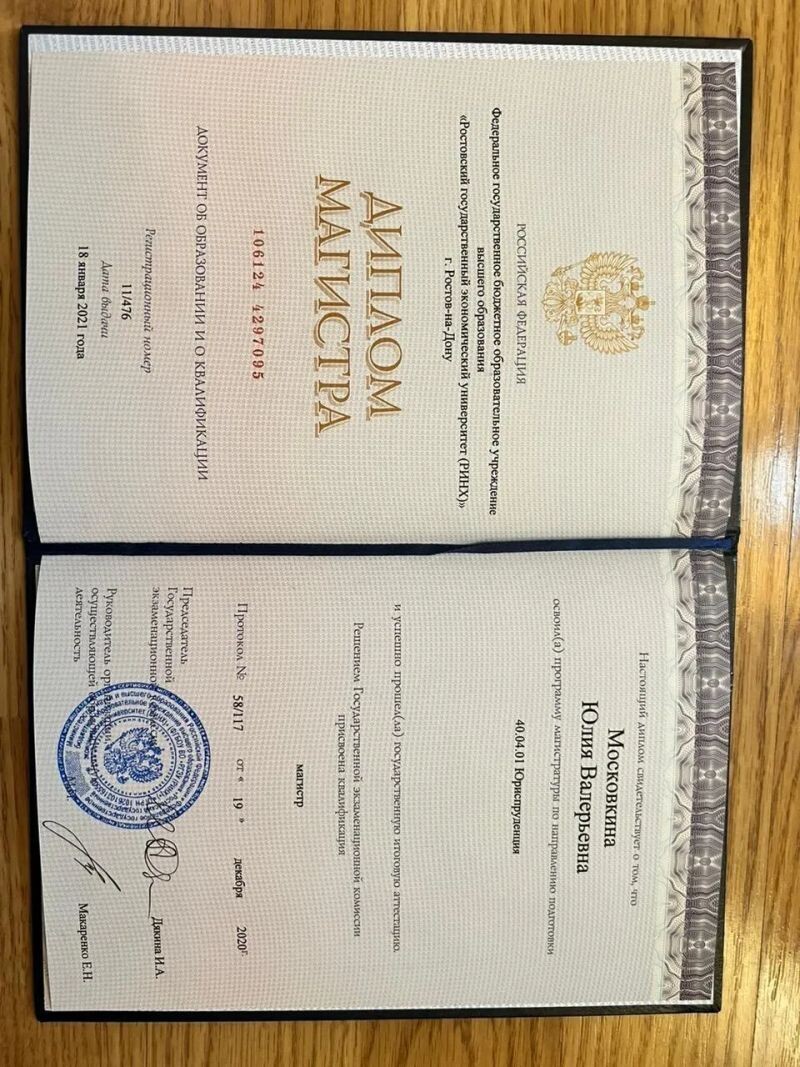 РОССИЙСКАЯ ФЕДЕРАЦИЯ
Федеральное государственное бюджетное образовательное учреждение
высшего образования
«Ростовский государственный экономический университет (РИНХ)»
г. Ростов-на-Дону
ДИПЛОМ
МАГИСТРА
106124 4297095
ДОКУМЕНТ ОБ ОБРАЗОВАНИИ И О КВАЛИФИКАЦИИ
Регистрационный номер
11/476
Дата выдачи
18 января 2021 года
Настоящий диплом свидетельствует о том, что
Московкина
Юлия Валерьевна
освоил(а) программу магистратуры по направлению подготовки
40.04.01 Юриспруденция
и успешно прошел(ла) государственную итоговую аттестацию
Решением Государственной экзаменационной комиссии
присвоена квалификация
магистр
Протокол № 58/117 от « 19 » декабря 2020г.
Председатель
Государственной
экзаменационной
Дякина И.А.
Руководитель
осуществляющей
деятельность
Макаренко Е.Н.